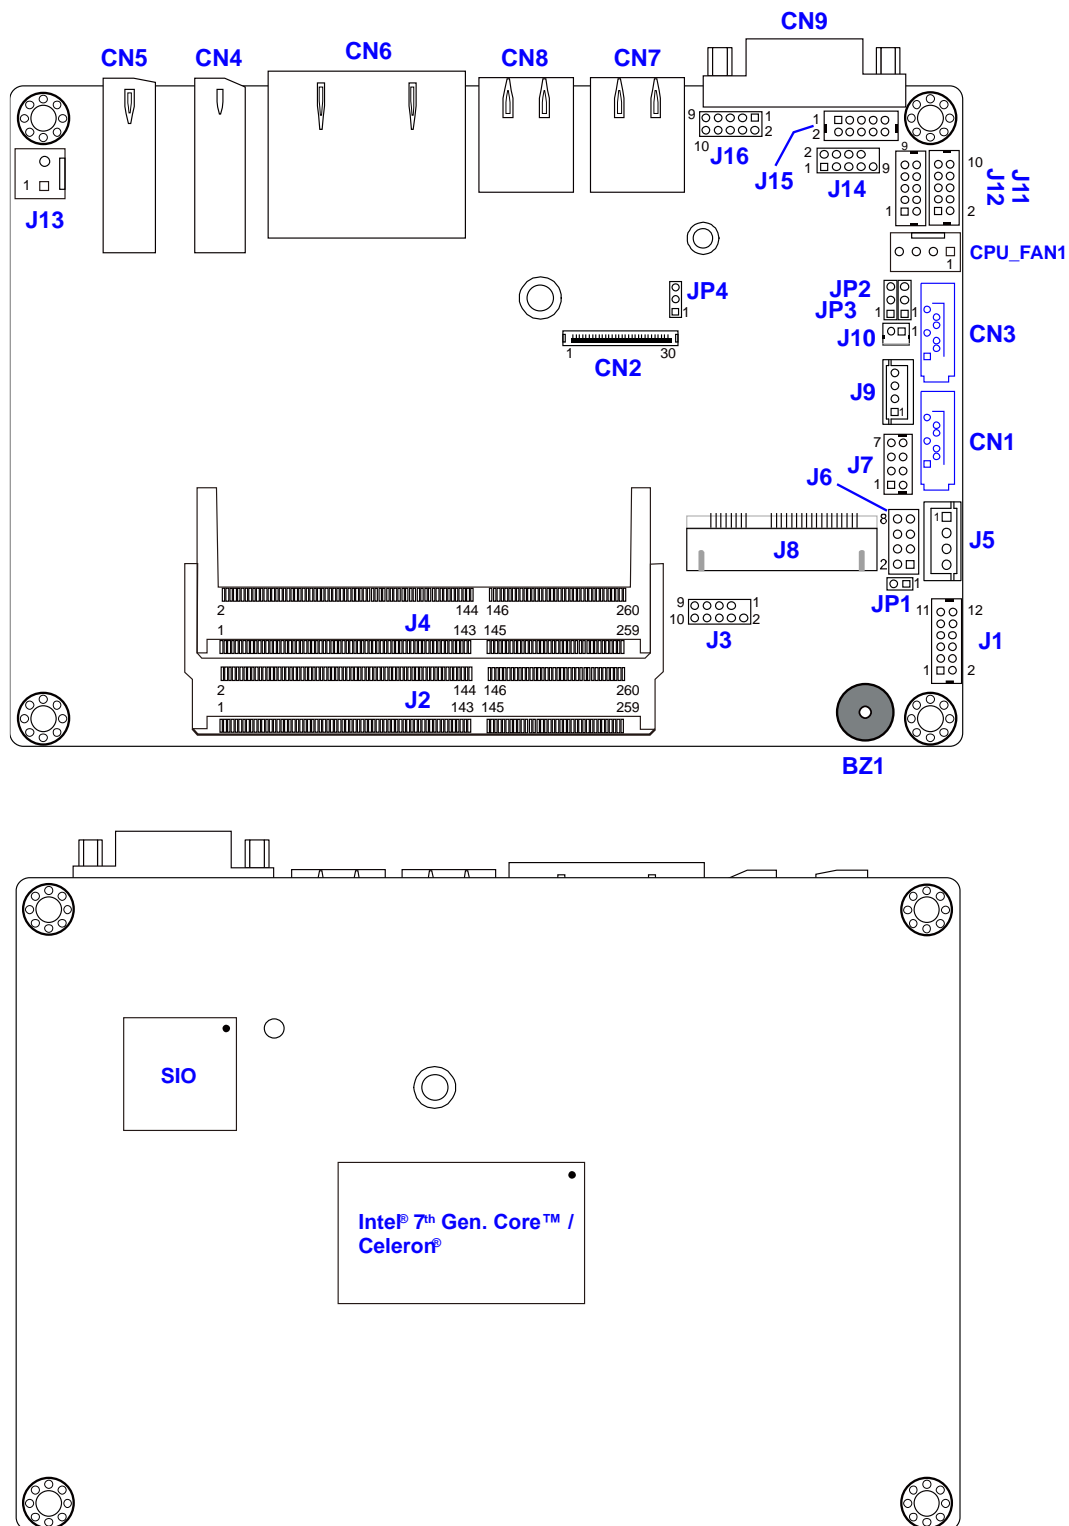 CN9
CN5 CN4 CN6 CN8 CN7
9 1
10 2
J16
1
2
J15
2
1 9
J14
9
1
10
2
J12
J11
1
J13
CPU_FAN1
1
JP4
1
JP2
JP3
1 1
J10
1
CN3
1 30
CN2
J9
1
CN1
7
J7
1
J6
8
2
1
J5
J8
JP1
1
2 144 146 260
J4
1 143 145 259
9 1
10 2
J3
11 12
J1
1 2
2 144 146 260
J2
1 143 145 259
BZ1
SIO
Intel® 7th Gen. Core™ /
Celeron®